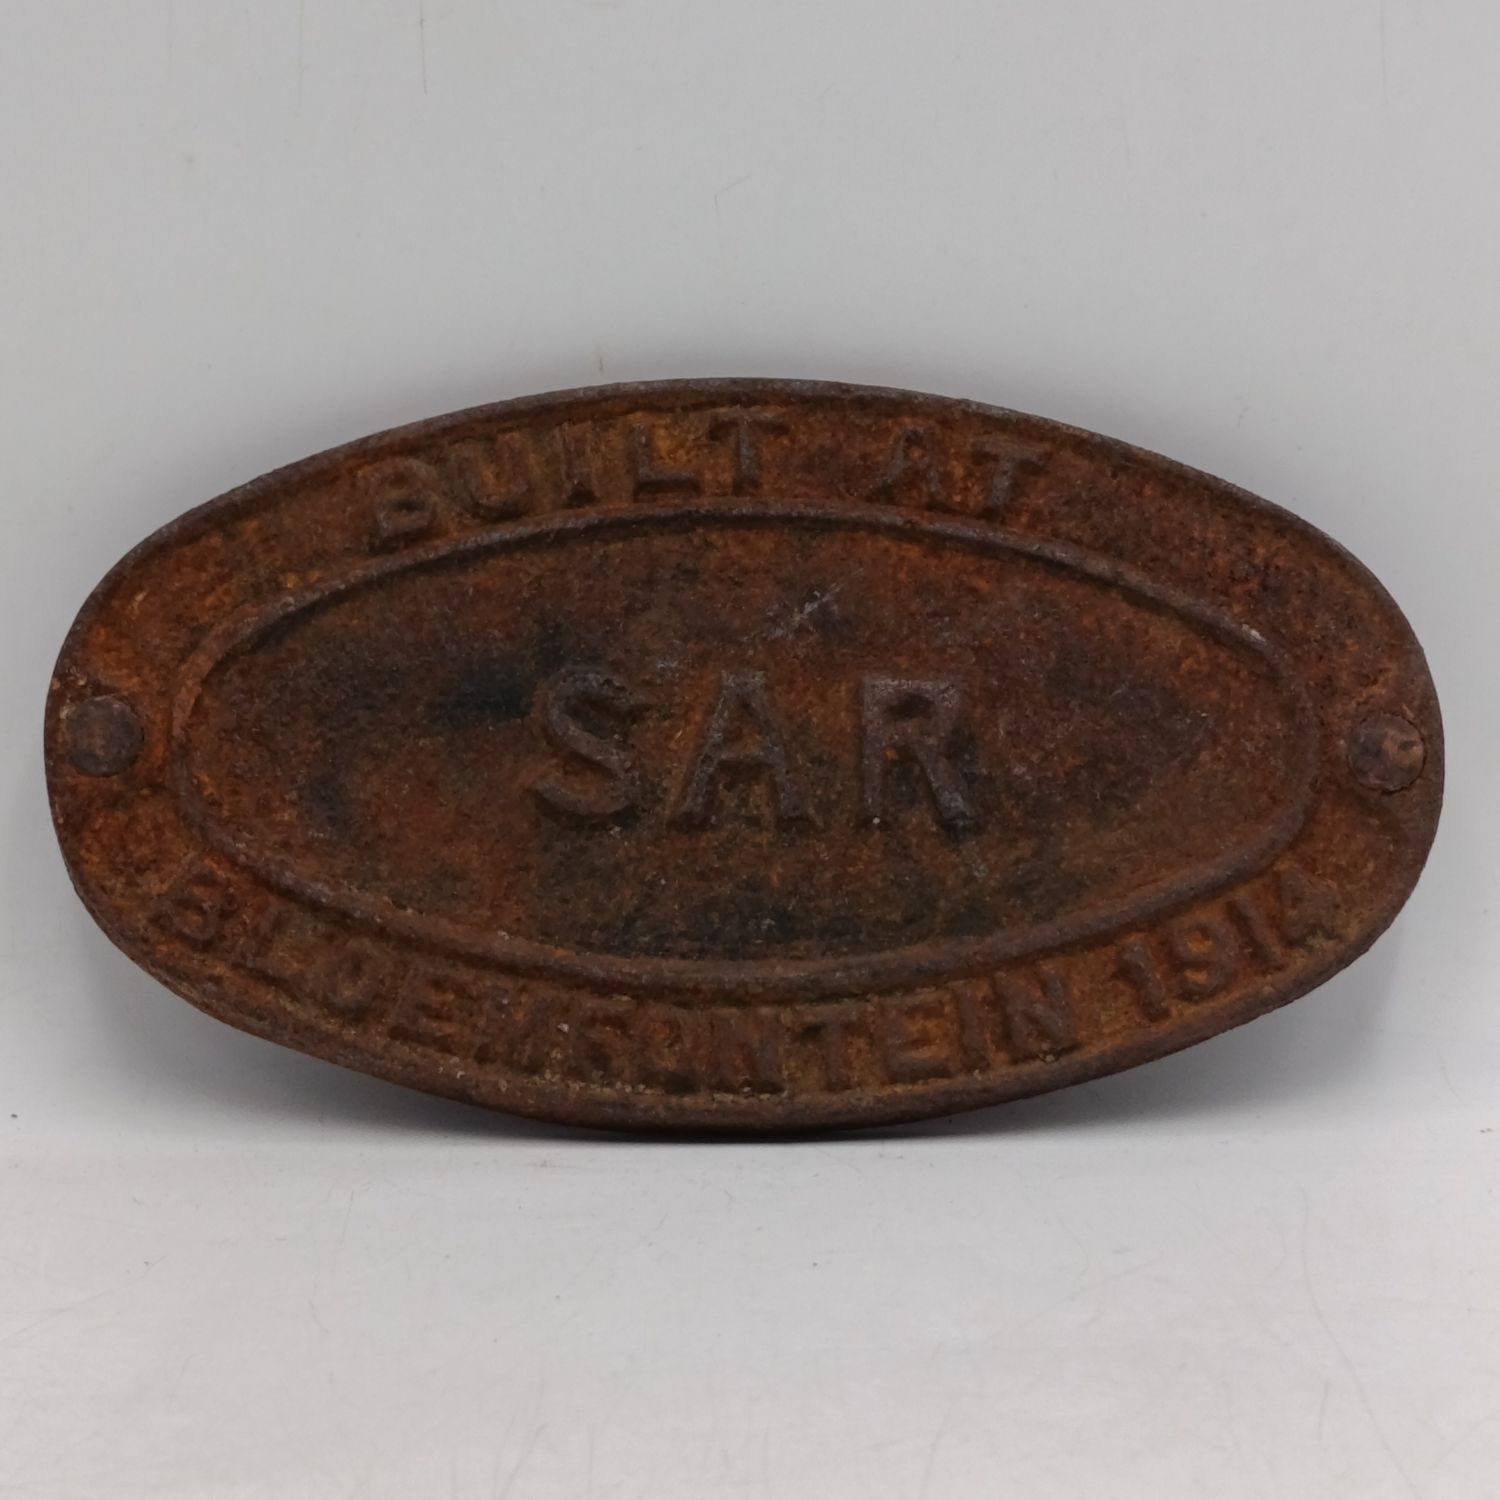 BUILT AT
SAR
BLOEMFONTEIN 1914